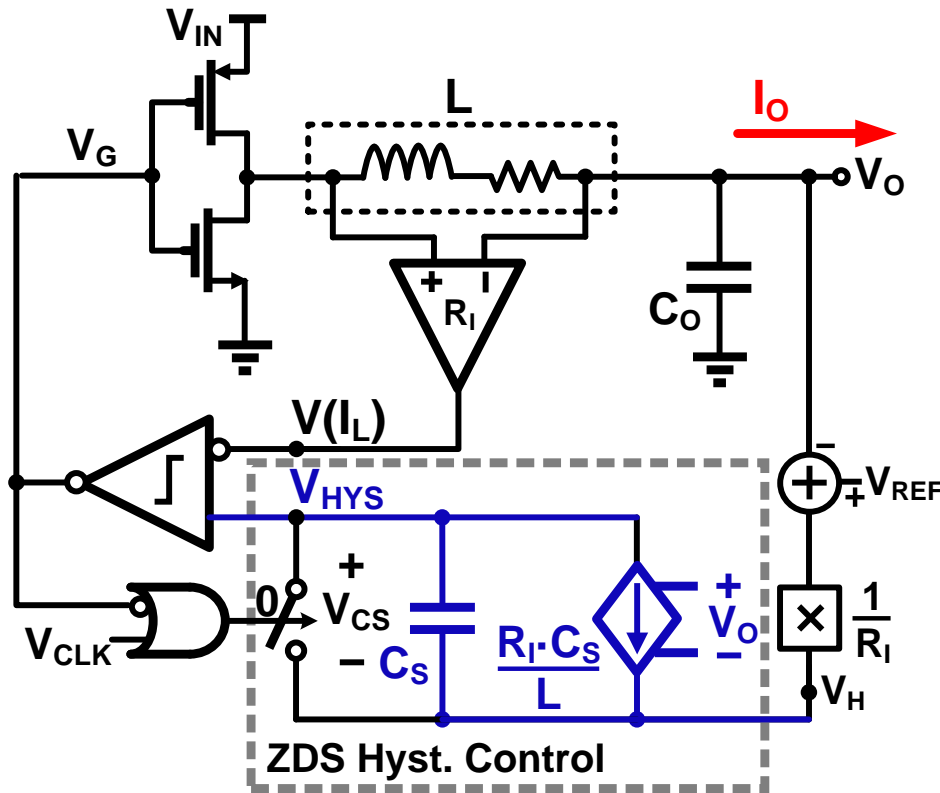 V_IN
L
I_O
V_G
V_O
+ −
R_I
C_O
V(I_L)
−
V_HYS
+
+ V_REF
0
+
V_CS
−
C_S
R_I·C_S
L
+
V_O
−
×
1
R_I
V_CLK
V_H
ZDS Hyst. Control